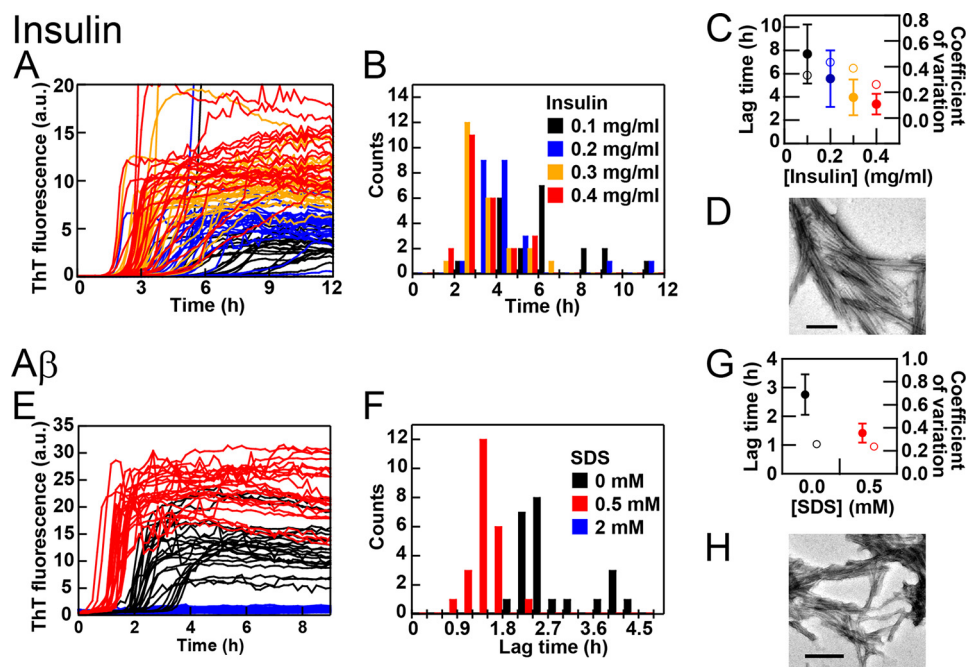 Insulin
A
ThT fluorescence (a.u.)
20
15
10
5
0
0 3 6 9 12
Time (h)
B
Counts
14
12
10
8
6
4
2
0
0 2 4 6 8 10 12
Time (h)
Insulin
0.1 mg/ml
0.2 mg/ml
0.3 mg/ml
0.4 mg/ml
C
Lag time (h)
10
8
6
4
2
0
0.8
0.6
0.4
0.2
0.0
Coefficient
of variation
0.2 0.4
[Insulin] (mg/ml)
D
Aβ
E
ThT fluorescence (a.u.)
35
30
25
20
15
10
5
0
0 2 4 6 8
Time (h)
F
Counts
12
10
8
6
4
2
0
0.9 1.8 2.7 3.6 4.5
Lag time (h)
SDS
0 mM
0.5 mM
2 mM
G
Lag time (h)
4
3
2
1
0
1.0
0.8
0.6
0.4
0.2
0.0
Coefficient
of variation
0.0 0.5
[SDS] (mM)
H